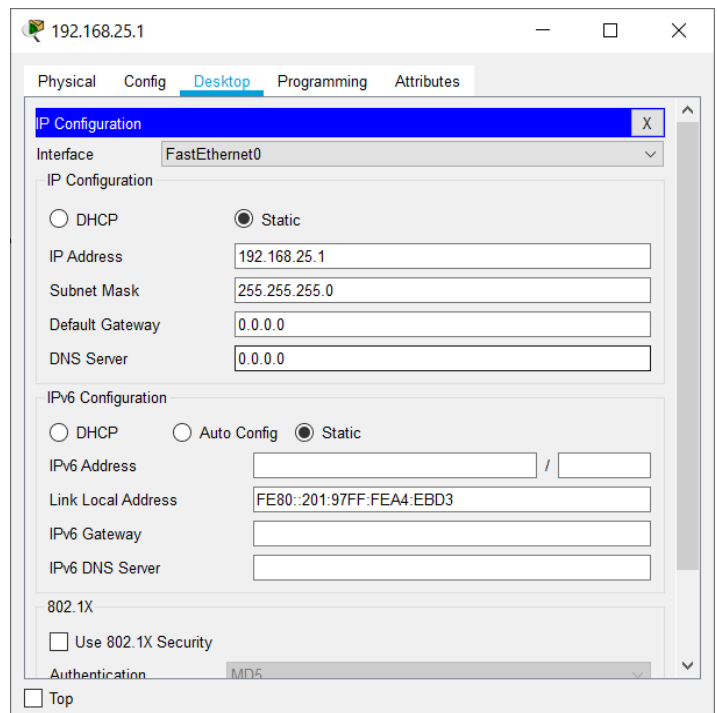 192.168.25.1
Physical Config Desktop Programming Attributes
IP Configuration X
Interface FastEthernet0
IP Configuration
DHCP Static
IP Address 192.168.25.1
Subnet Mask 255.255.255.0
Default Gateway 0.0.0.0
DNS Server 0.0.0.0
IPv6 Configuration
DHCP Auto Config Static
IPv6 Address /
Link Local Address FE80::201:97FF:FEA4:EBD3
IPv6 Gateway
IPv6 DNS Server
802.1X
Use 802.1X Security
Authentication MD5
Top